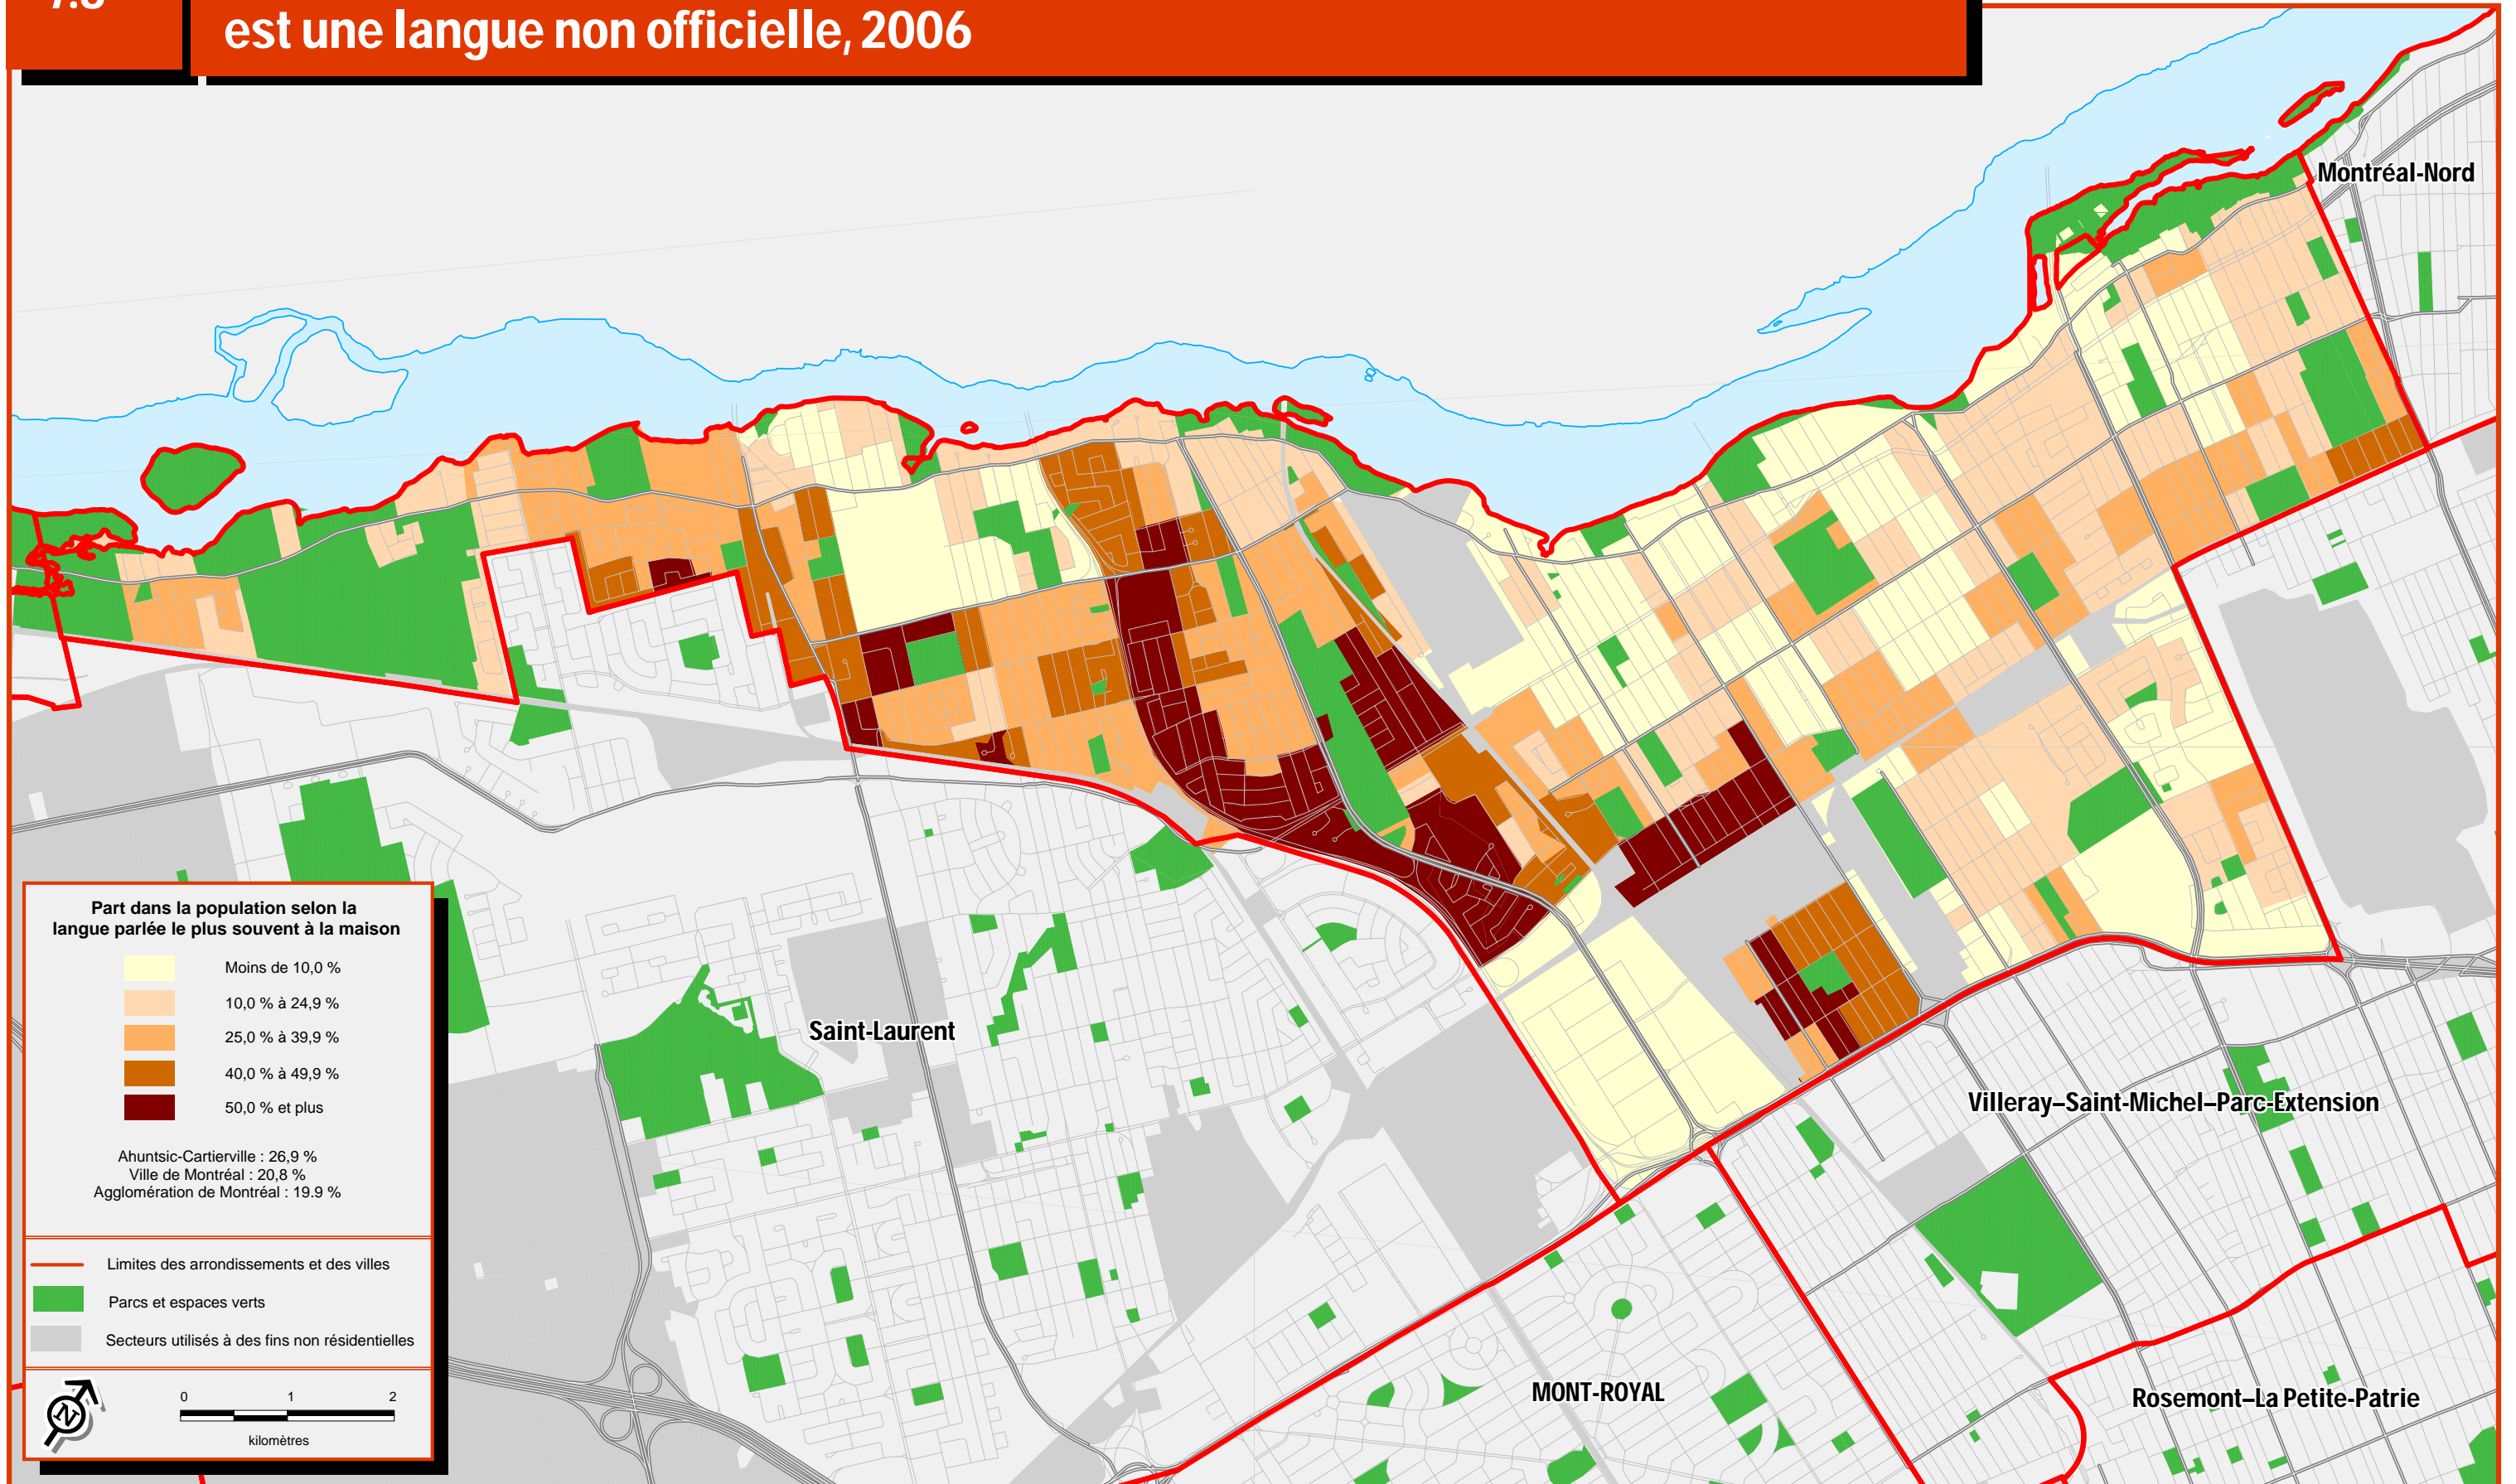 est une langue non officielle, 2006
Montréal-Nord
Saint-Laurent
Villeray–Saint-Michel–Parc-Extension
MONT-ROYAL
Rosemont–La Petite-Patrie
Part dans la population selon la
langue parlée le plus souvent à la maison
Moins de 10,0 %
10,0 % à 24,9 %
25,0 % à 39,9 %
40,0 % à 49,9 %
50,0 % et plus
Ahuntsic-Cartierville : 26,9 %
Ville de Montréal : 20,8 %
Agglomération de Montréal : 19.9 %
Limites des arrondissements et des villes
Parcs et espaces verts
Secteurs utilisés à des fins non résidentielles
N
0 1 2
kilomètres